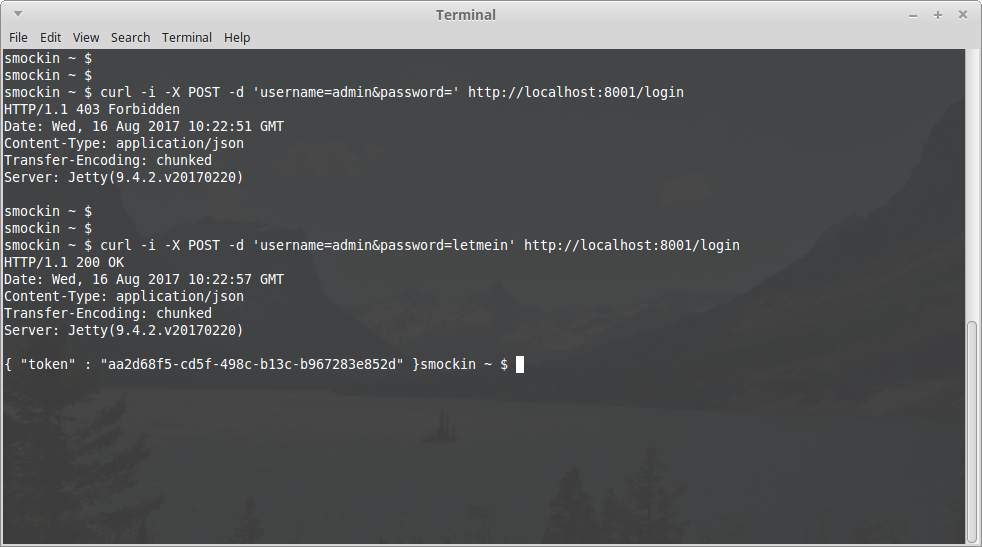 Terminal
File Edit View Search Terminal Help
smockin ~ $
smockin ~ $
smockin ~ $ curl -i -X POST -d 'username=admin&password=' http://localhost:8001/login
HTTP/1.1 403 Forbidden
Date: Wed, 16 Aug 2017 10:22:51 GMT
Content-Type: application/json
Transfer-Encoding: chunked
Server: Jetty(9.4.2.v20170220)
smockin ~ $
smockin ~ $
smockin ~ $ curl -i -X POST -d 'username=admin&password=letmein' http://localhost:8001/login
HTTP/1.1 200 OK
Date: Wed, 16 Aug 2017 10:22:57 GMT
Content-Type: application/json
Transfer-Encoding: chunked
Server: Jetty(9.4.2.v20170220)
{ "token" : "aa2d68f5-cd5f-498c-b13c-b967283e852d" }smockin ~ $